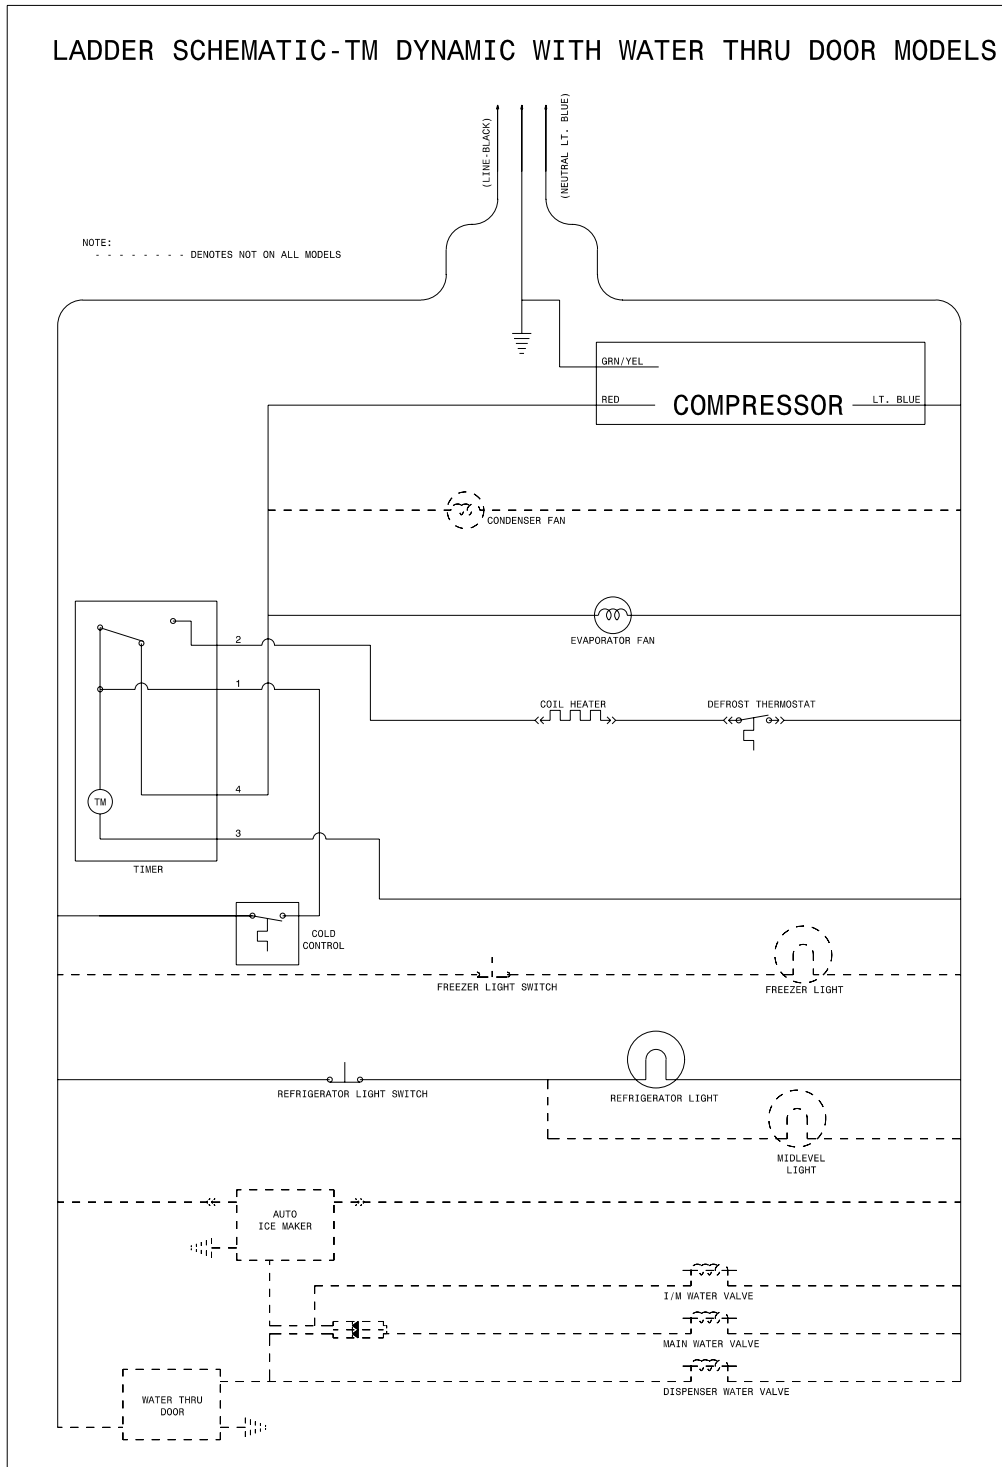 LADDER SCHEMATIC-TM DYNAMIC WITH WATER THRU DOOR MODELS
(LINE-BLACK)
(NEUTRAL LT. BLUE)
NOTE:
- - - - - - - - DENOTES NOT ON ALL MODELS
GRN/YEL
RED
COMPRESSOR
LT. BLUE
CONDENSER FAN
EVAPORATOR FAN
2
1
COIL HEATER
DEFROST THERMOSTAT
4
TM
3
TIMER
COLD
CONTROL
FREEZER LIGHT SWITCH
FREEZER LIGHT
REFRIGERATOR LIGHT SWITCH
REFRIGERATOR LIGHT
MIDLEVEL
LIGHT
AUTO
ICE MAKER
I/M WATER VALVE
MAIN WATER VALVE
DISPENSER WATER VALVE
WATER THRU
DOOR